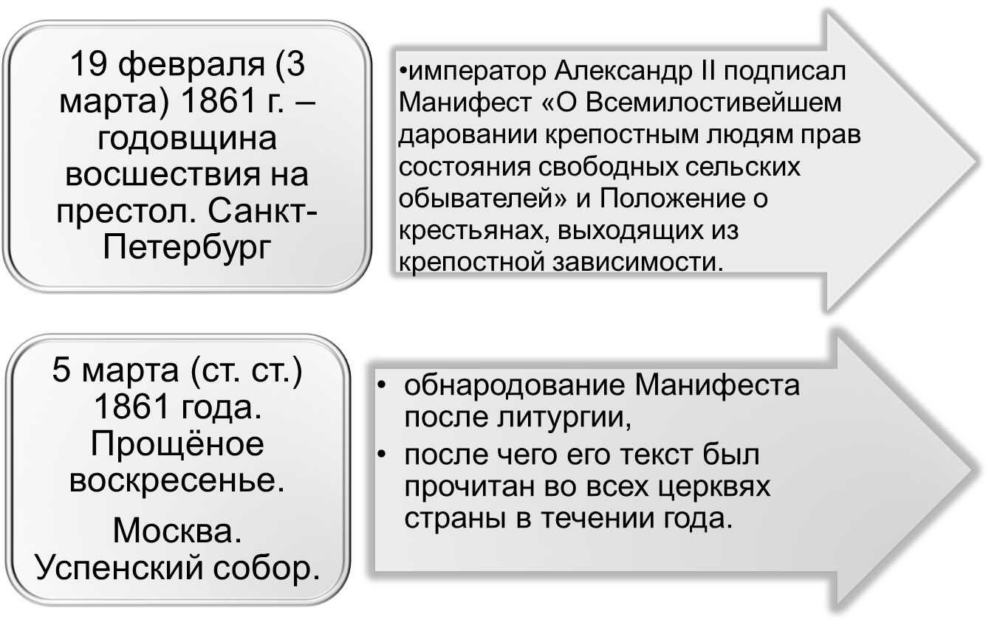 19 февраля (3
марта) 1861 г. –
годовщина
восшествия на
престол. Санкт-
Петербург
•император Александр II подписал
Манифест «О Всемилостивейшем
даровании крепостным людям прав
состояния свободных сельских
обывателей» и Положение о
крестьянах, выходящих из
крепостной зависимости.
5 марта (ст. ст.)
1861 года.
Прощёное
воскресенье.
Москва.
Успенский собор.
• обнародование Манифеста
после литургии,
• после чего его текст был
прочитан во всех церквях
страны в течении года.